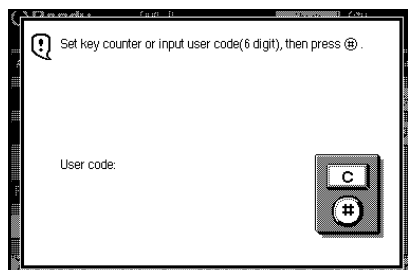 Set key counter or input user code(6 digit), then press # .
User code:
C
#